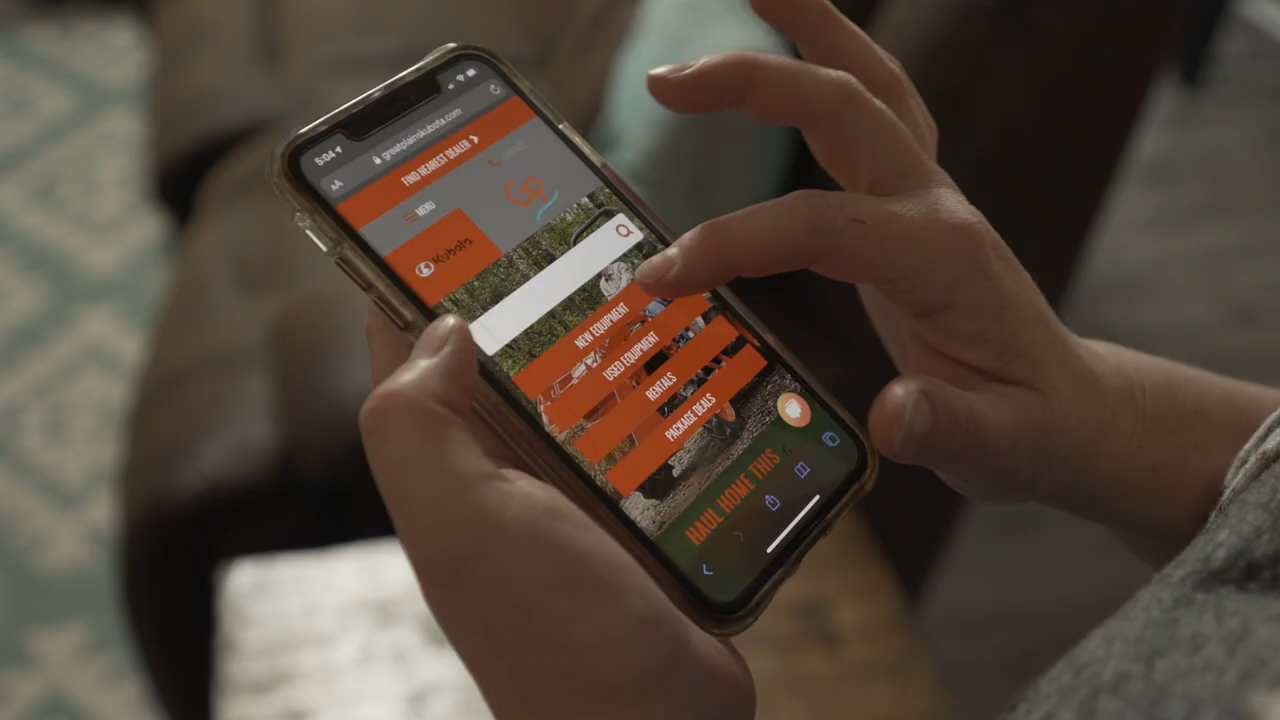 5:04
greatplainskubota.com
AA
FIND NEAREST DEALER
MENU
GP
Kubota
NEW EQUIPMENT
USED EQUIPMENT
RENTALS
PACKAGE DEALS
HAUL HOME THIS